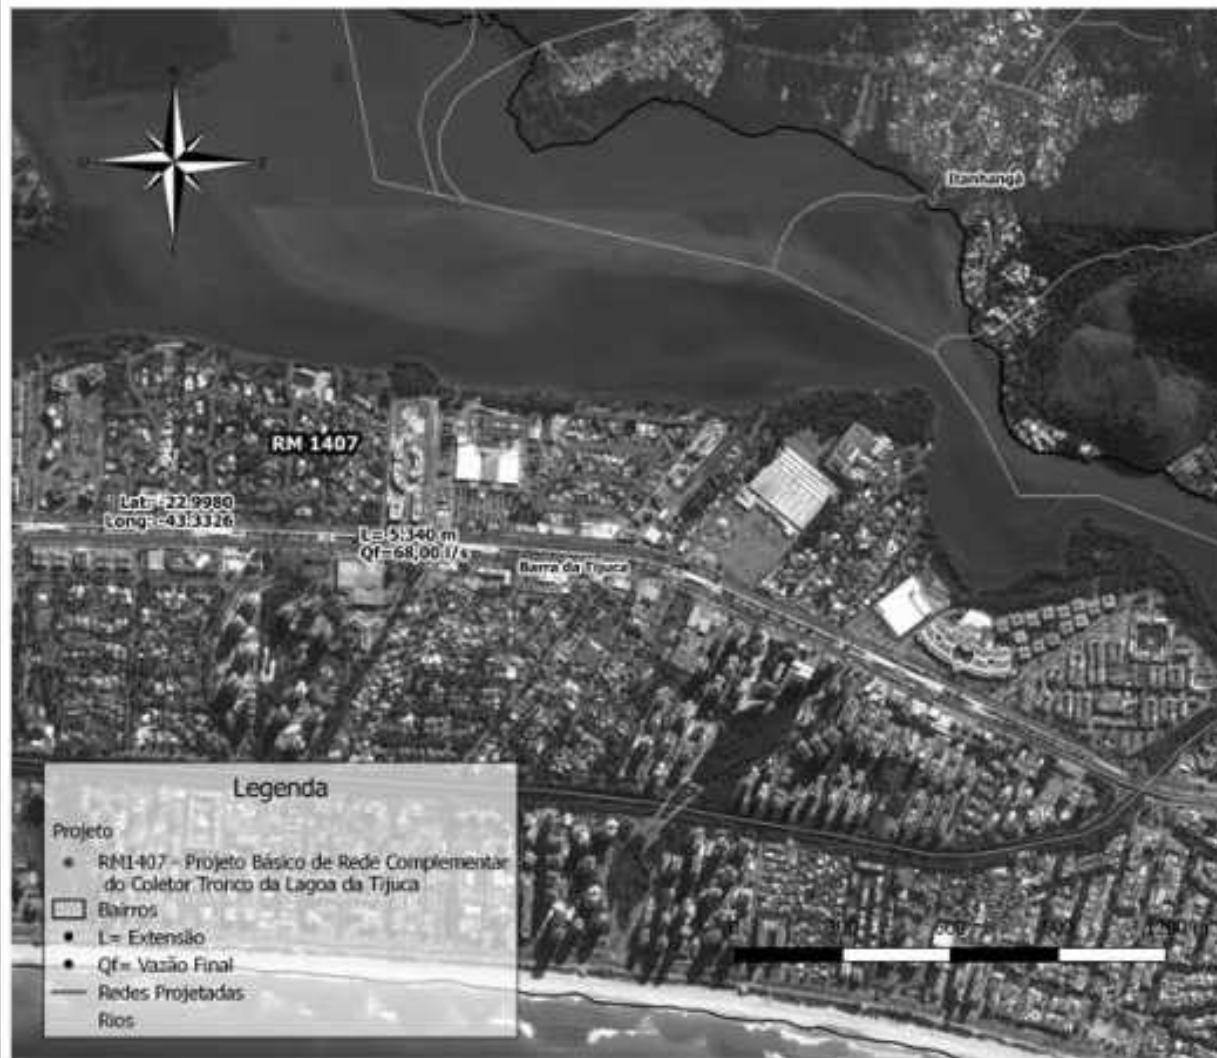 O
E
Itanhangá
RM 1407
Lat= -22.9980
Long: -43.3326
L= 5.340 m
Qf=68,00 l/s
Barra da Tijuca
Legenda
Projeto
RM1407 - Projeto Básico de Rede Complementar
do Coletor Tronco da Lagoa da Tijuca
Bairros
L= Extensão
Qf= Vazão Final
Redes Projetadas
Rios